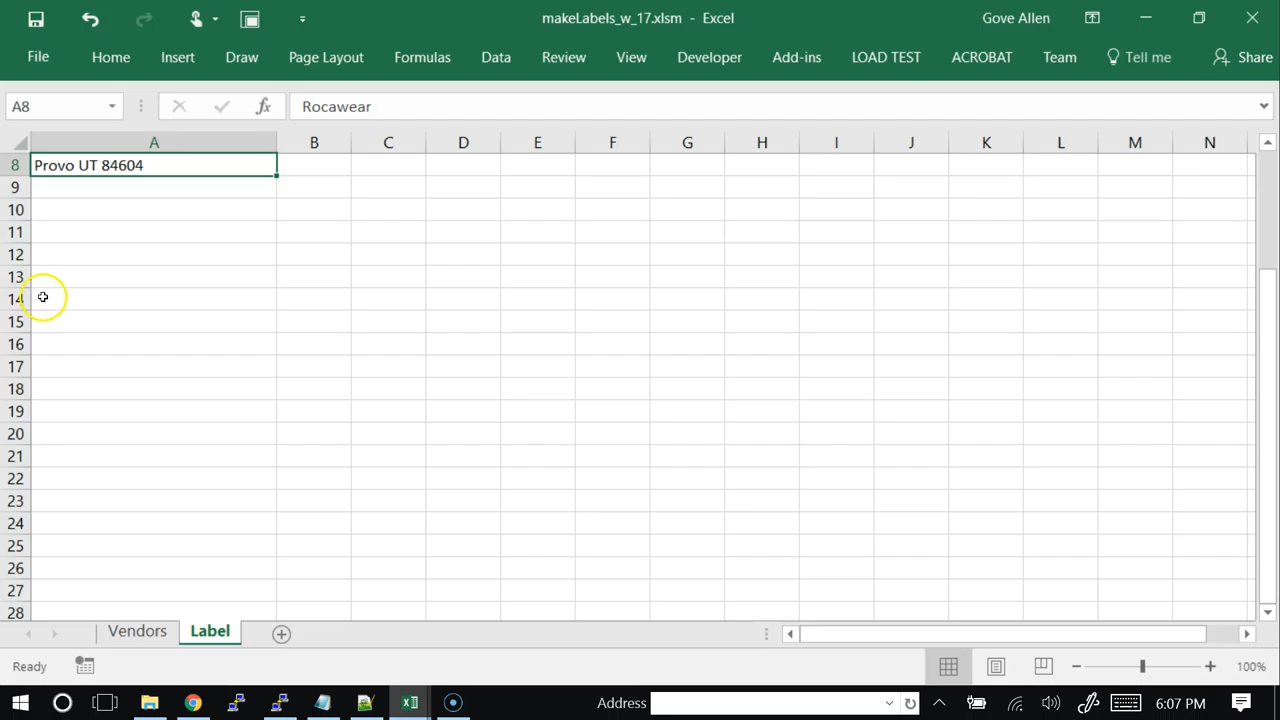 makeLabels_w_17.xlsm - Excel
Gove Allen
File Home Insert Draw Page Layout Formulas Data Review View Developer Add-ins LOAD TEST ACROBAT Team Tell me Share
A8 fx Rocawear
A B C D E F G H I J K L M N
8 Provo UT 84604
9
10
11
12
13
14
15
16
17
18
19
20
21
22
23
24
25
26
27
28
Vendors Label
Ready 100%
Address 6:07 PM